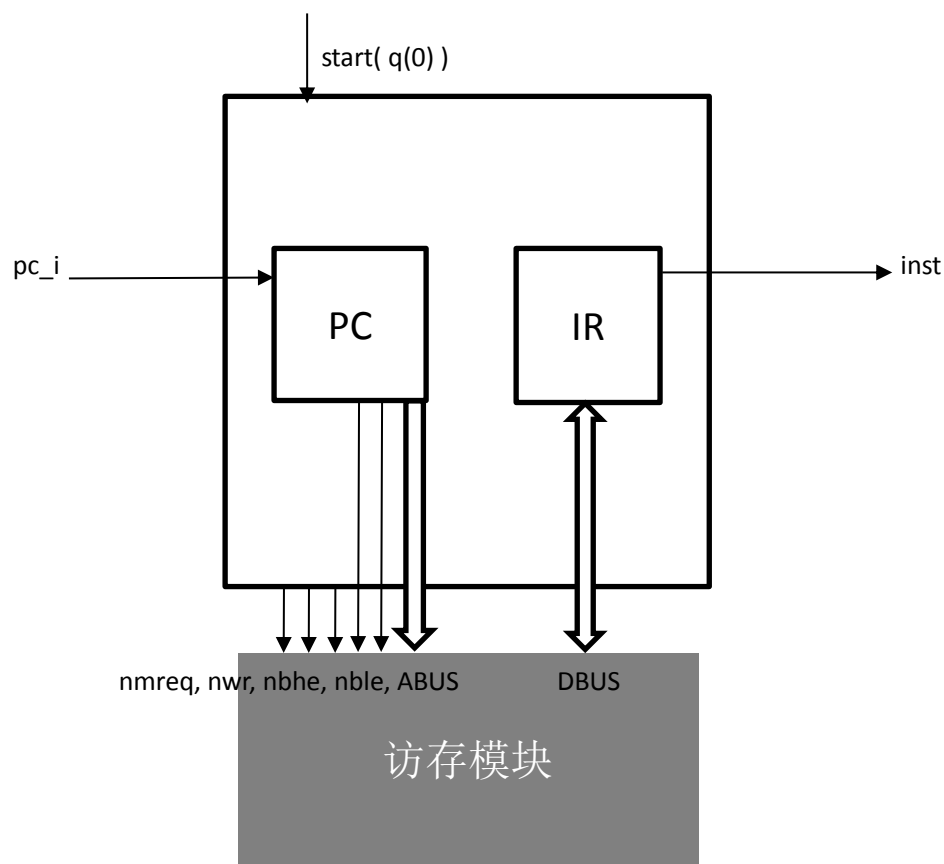 start( q(0) )
pc_i
inst
PC
IR
nmreq, nwr, nbhe, nble, ABUS
DBUS
访存模块